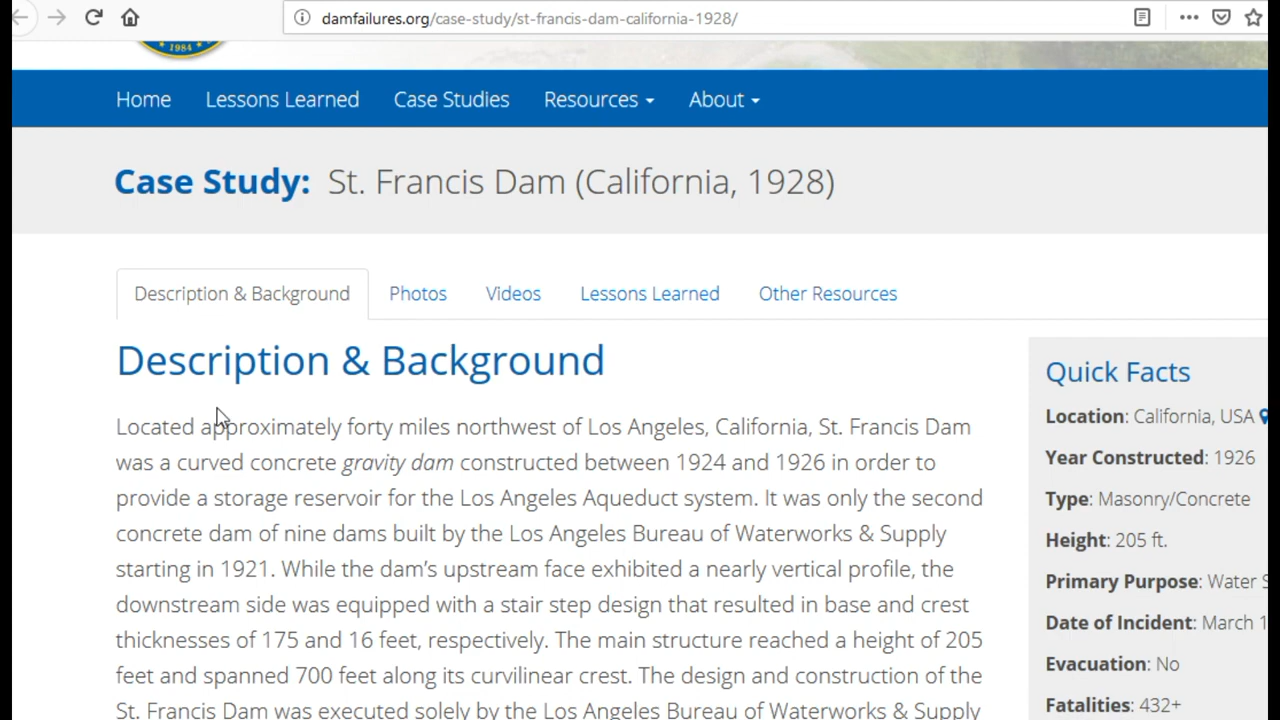 damfailures.org/case-study/st-francis-dam-california-1928/
1984
Home Lessons Learned Case Studies Resources About
Case Study: St. Francis Dam (California, 1928)
Description & Background Photos Videos Lessons Learned Other Resources
Description & Background
Located approximately forty miles northwest of Los Angeles, California, St. Francis Dam
was a curved concrete gravity dam constructed between 1924 and 1926 in order to
provide a storage reservoir for the Los Angeles Aqueduct system. It was only the second
concrete dam of nine dams built by the Los Angeles Bureau of Waterworks & Supply
starting in 1921. While the dam’s upstream face exhibited a nearly vertical profile, the
downstream side was equipped with a stair step design that resulted in base and crest
thicknesses of 175 and 16 feet, respectively. The main structure reached a height of 205
feet and spanned 700 feet along its curvilinear crest. The design and construction of the
St. Francis Dam was executed solely by the Los Angeles Bureau of Waterworks & Supply
Quick Facts
Location: California, USA
Year Constructed: 1926
Type: Masonry/Concrete
Height: 205 ft.
Primary Purpose: Water S
Date of Incident: March 1
Evacuation: No
Fatalities: 432+